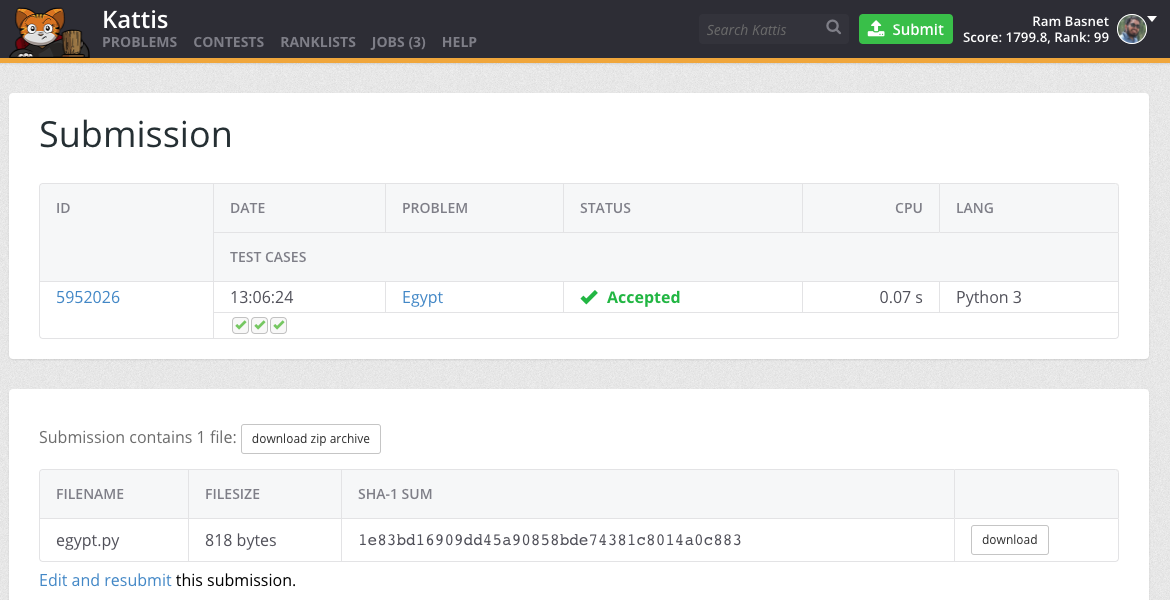 Kattis
PROBLEMS CONTESTS RANKLISTS JOBS (3) HELP
Search Kattis
Submit
Ram Basnet
Score: 1799.8, Rank: 99
Submission
ID DATE PROBLEM STATUS CPU LANG
TEST CASES
5952026 13:06:24 Egypt Accepted 0.07 s Python 3
Submission contains 1 file: download zip archive
FILENAME FILESIZE SHA-1 SUM
egypt.py 818 bytes 1e83bd16909dd45a90858bde74381c8014a0c883 download
Edit and resubmit this submission.